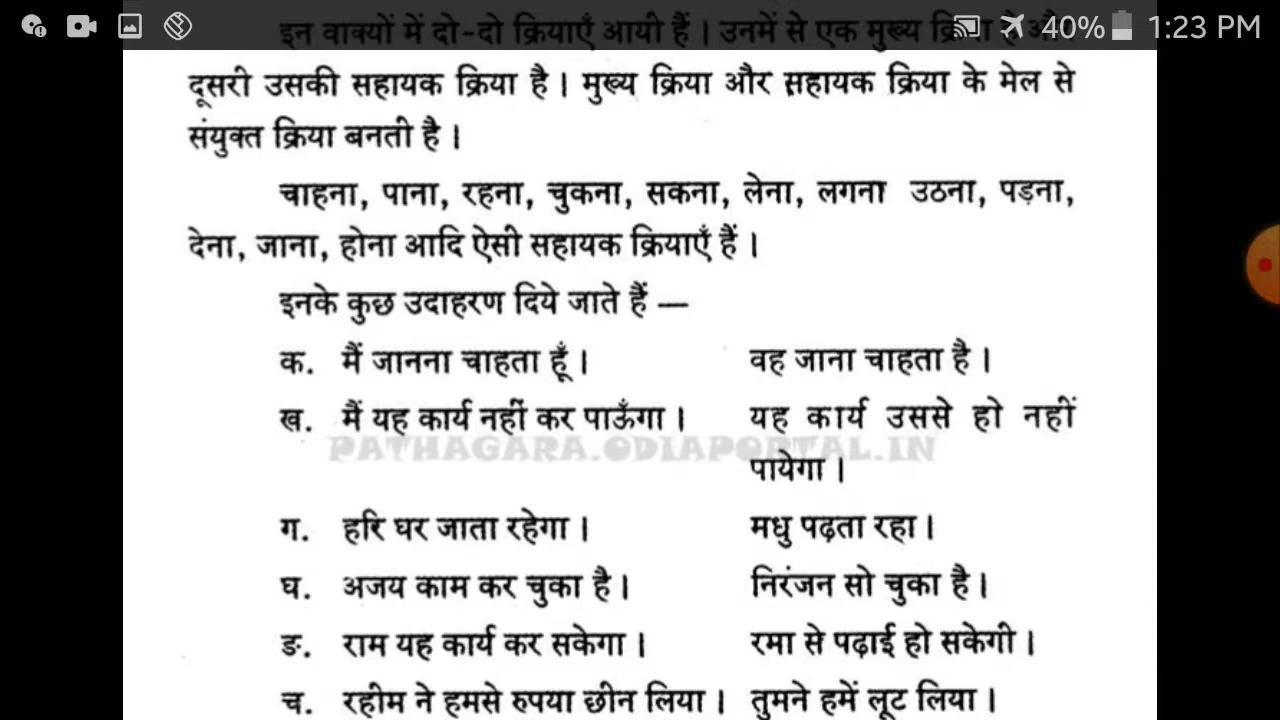 40% 1:23 PM
इन वाक्यों में दो-दो क्रियाएँ आयी हैं । उनमें से एक मुख्य क्रिया है और
दूसरी उसकी सहायक क्रिया है । मुख्य क्रिया और सहायक क्रिया के मेल से
संयुक्त क्रिया बनती है ।
चाहना, पाना, रहना, चुकना, सकना, लेना, लगना उठना, पड़ना,
देना, जाना, होना आदि ऐसी सहायक क्रियाएँ हैं ।
इनके कुछ उदाहरण दिये जाते हैं —
क. मैं जानना चाहता हूँ । वह जाना चाहता है ।
ख. मैं यह कार्य नहीं कर पाऊँगा । यह कार्य उससे हो नहीं
PATHAGARA.ODIAPORTAL.IN
पायेगा ।
ग. हरि घर जाता रहेगा । मधु पढ़ता रहा ।
घ. अजय काम कर चुका है । निरंजन सो चुका है ।
ङ. राम यह कार्य कर सकेगा । रमा से पढ़ाई हो सकेगी ।
च. रहीम ने हमसे रुपया छीन लिया । तुमने हमें लूट लिया ।